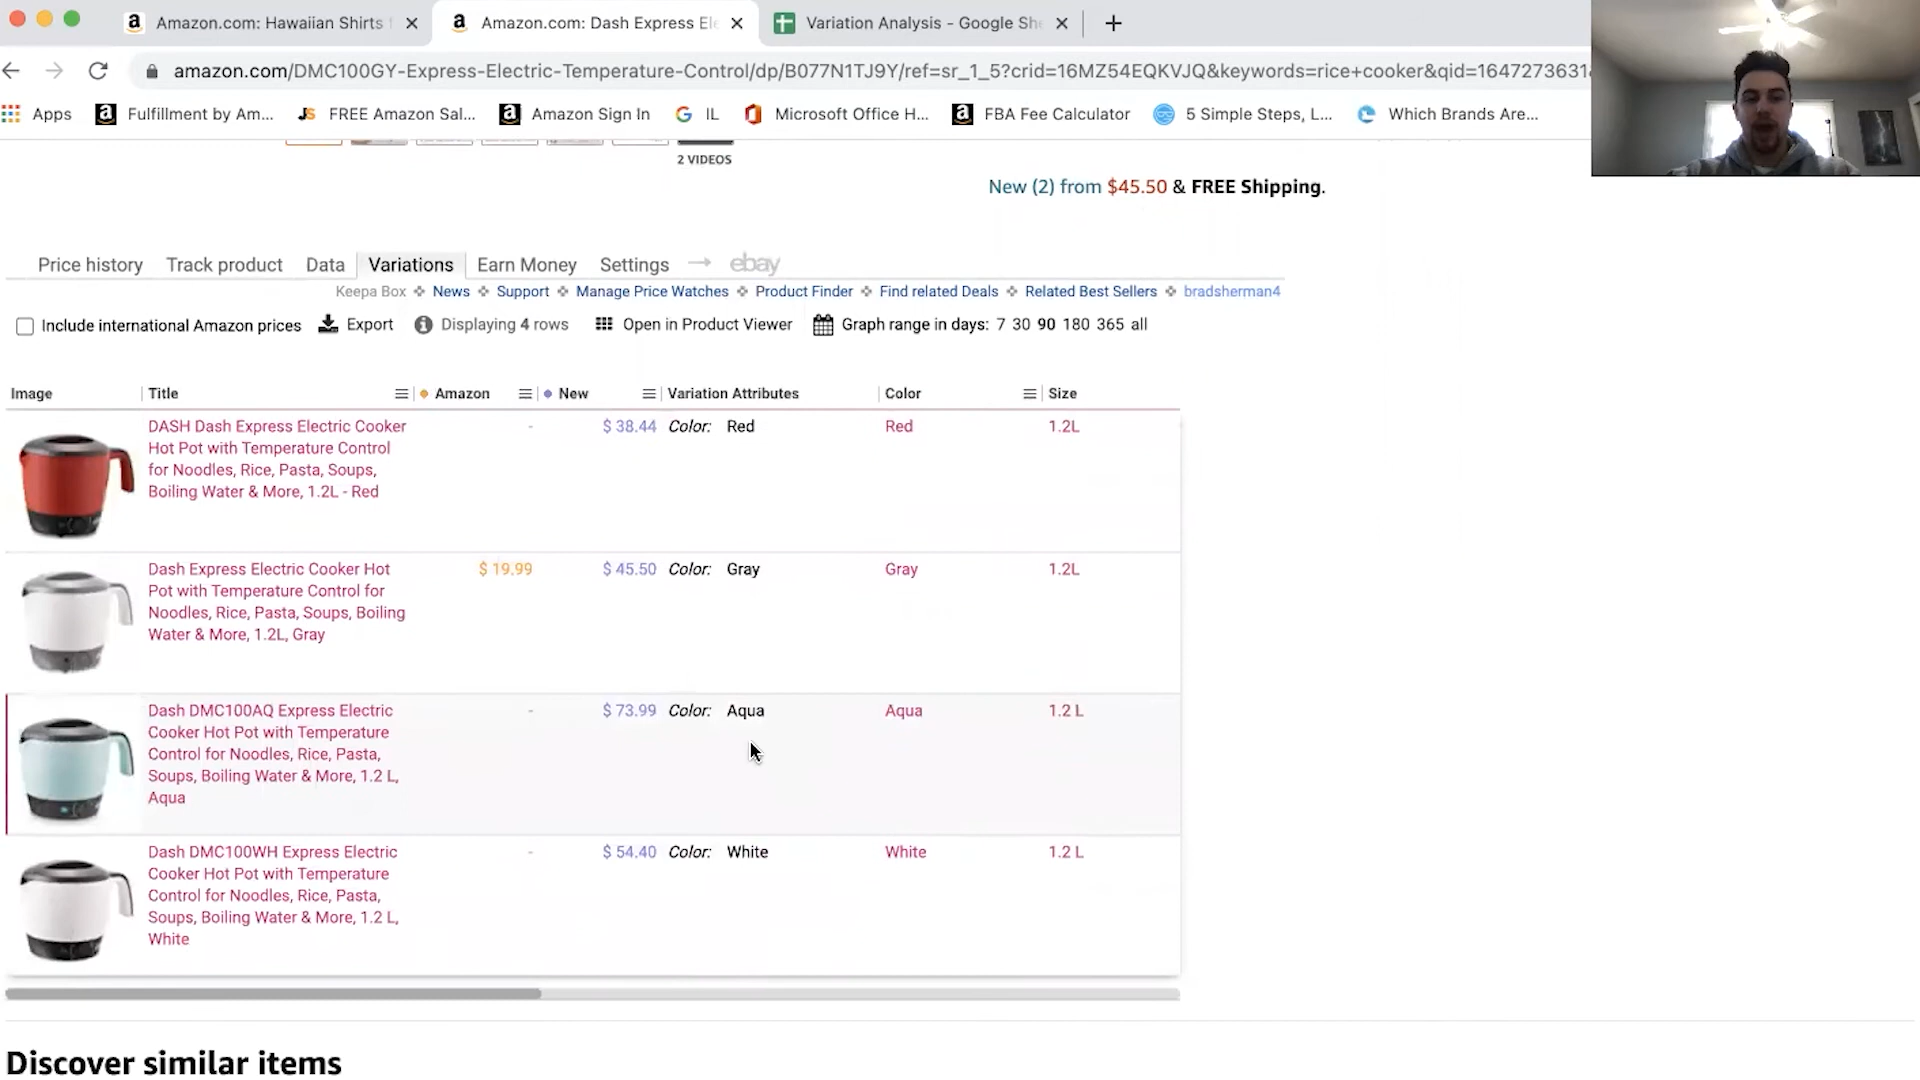 Amazon.com: Hawaiian Shirts
Amazon.com: Dash Express Ele
Variation Analysis - Google She
amazon.com/DMC100GY-Express-Electric-Temperature-Control/dp/B077N1TJ9Y/ref=sr_1_5?crid=16MZ54EQKVJQ&keywords=rice+cooker&qid=1647273631
Apps
Fulfillment by Am...
JS
FREE Amazon Sal...
Amazon Sign In
IL
Microsoft Office H...
FBA Fee Calculator
5 Simple Steps, L...
Which Brands Are...
2 VIDEOS
New (2) from $45.50 & FREE Shipping.
Price history Track product Data Variations Earn Money Settings ebay
Keepa Box News Support Manage Price Watches Product Finder Find related Deals Related Best Sellers bradsherman4
Include international Amazon prices Export Displaying 4 rows Open in Product Viewer Graph range in days: 7 30 90 180 365 all
Image Title Amazon New Variation Attributes Color Size
DASH Dash Express Electric Cooker
Hot Pot with Temperature Control
for Noodles, Rice, Pasta, Soups,
Boiling Water & More, 1.2L - Red
- $ 38.44 Color: Red Red 1.2L
Dash Express Electric Cooker Hot
Pot with Temperature Control for
Noodles, Rice, Pasta, Soups, Boiling
Water & More, 1.2L, Gray
$ 19.99 $ 45.50 Color: Gray Gray 1.2L
Dash DMC100AQ Express Electric
Cooker Hot Pot with Temperature
Control for Noodles, Rice, Pasta,
Soups, Boiling Water & More, 1.2 L,
Aqua
- $ 73.99 Color: Aqua Aqua 1.2 L
Dash DMC100WH Express Electric
Cooker Hot Pot with Temperature
Control for Noodles, Rice, Pasta,
Soups, Boiling Water & More, 1.2 L,
White
- $ 54.40 Color: White White 1.2 L
Discover similar items